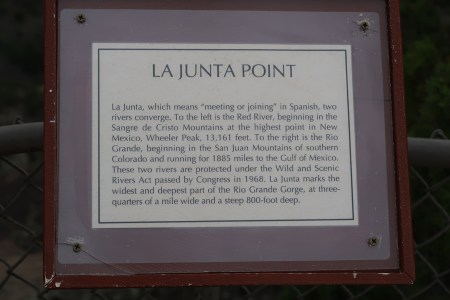 LA JUNTA POINT
La Junta, which means "meeting or joining" in Spanish, two
rivers converge. To the left is the Red River, beginning in the
Sangre de Cristo Mountains at the highest point in New
Mexico, Wheeler Peak, 13,161 feet. To the right is the Rio
Grande, beginning in the San Juan Mountains of southern
Colorado and running for 1885 miles to the Gulf of Mexico.
These two rivers are protected under the Wild and Scenic
Rivers Act passed by Congress in 1968. La Junta marks the
widest and deepest part of the Rio Grande Gorge, at three-
quarters of a mile wide and a steep 800-foot deep.